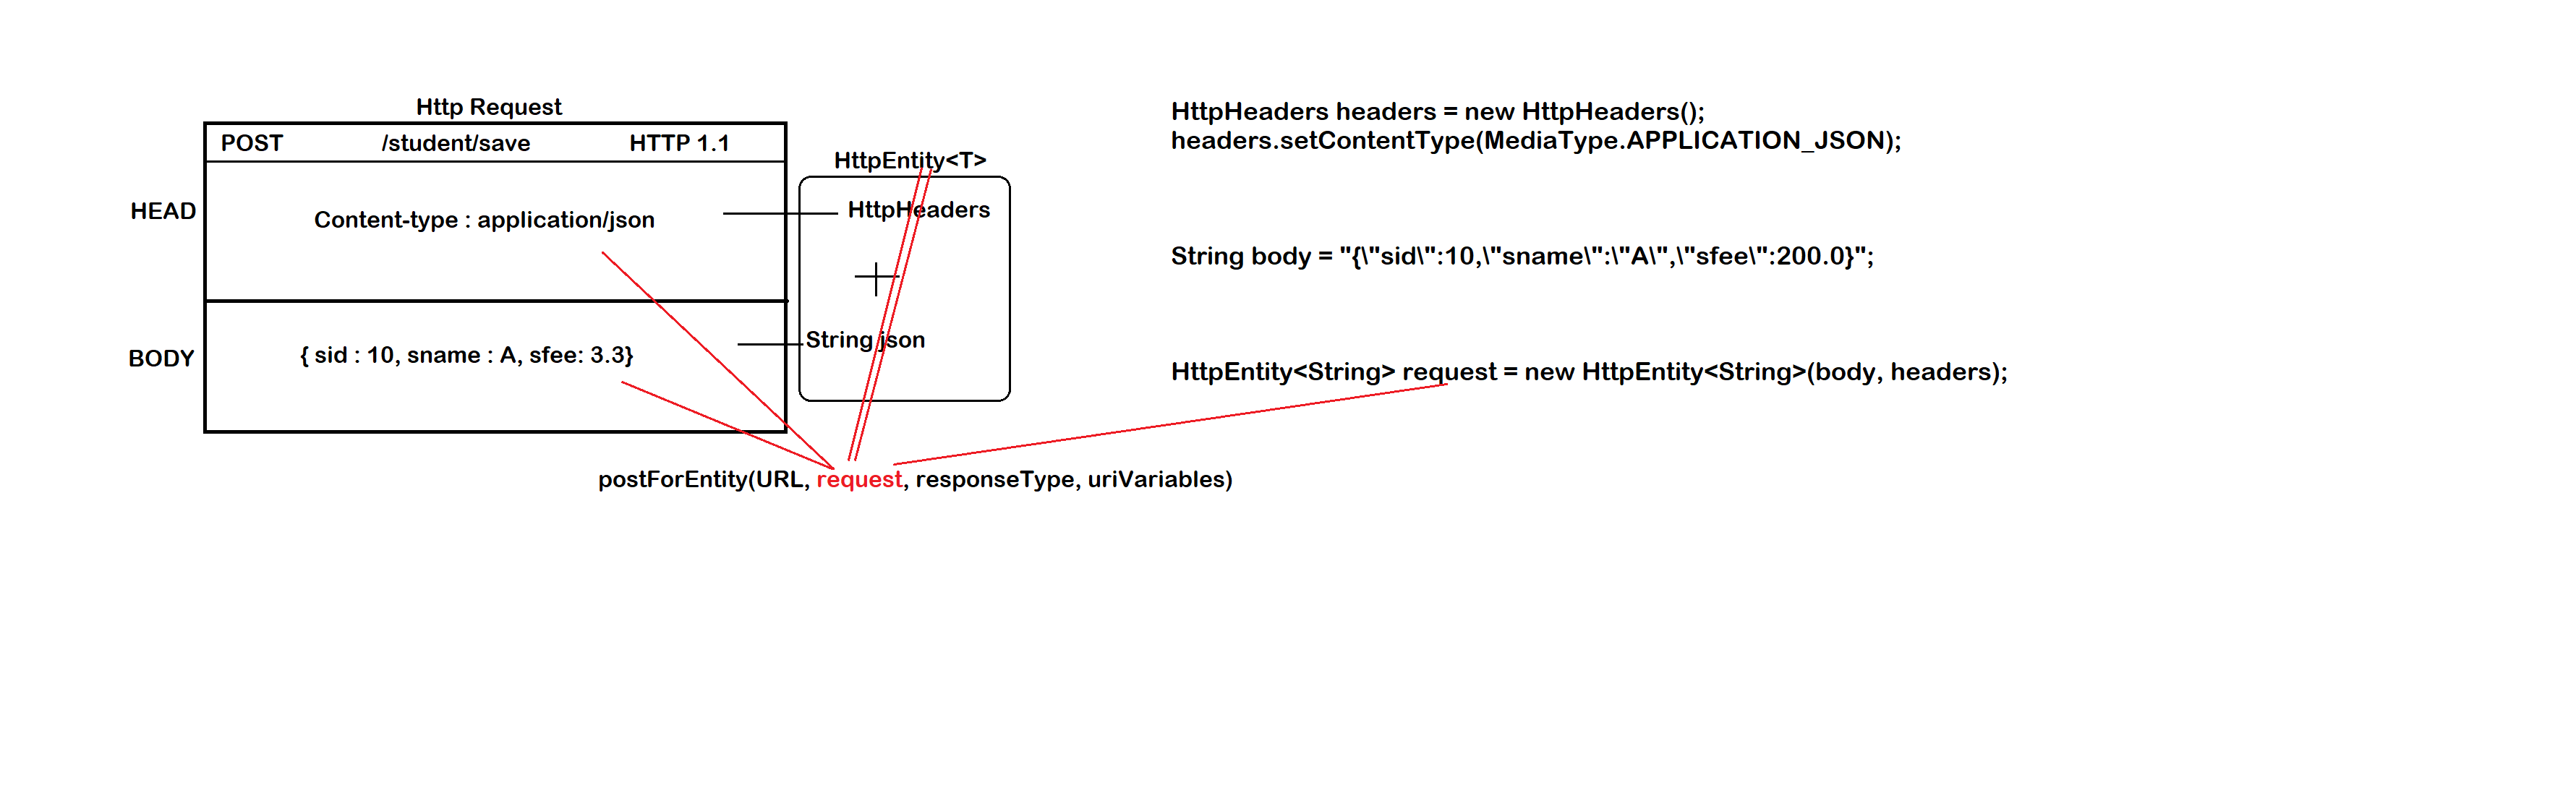 Http Request
POST /student/save HTTP 1.1
HEAD
Content-type : application/json
BODY
{ sid : 10, sname : A, sfee: 3.3}
HttpEntity<T>
HttpHeaders
+
String json
postForEntity(URL, request, responseType, uriVariables)
HttpHeaders headers = new HttpHeaders();
headers.setContentType(MediaType.APPLICATION_JSON);
String body = "{\"sid\":10,\"sname\":\"A\",\"sfee\":200.0}";
HttpEntity<String> request = new HttpEntity<String>(body, headers);